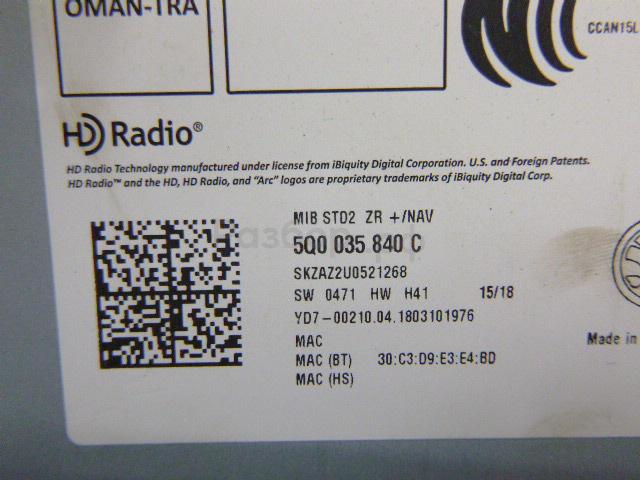 OMAN-TRA
CCAN15L
HD Radio®
HD Radio Technology manufactured under license from iBiquity Digital Corporation. U.S. and Foreign Patents.
HD Radio™ and the HD, HD Radio, and “Arc” logos are proprietary trademarks of iBiquity Digital Corp.
MIB STD2 ZR +/NAV
5Q0 035 840 C
SKZAZ2U0521268
SW 0471 HW H41 15/18
YD7-00210.04.1803101976
Made in
MAC
MAC (BT) 30:C3:D9:E3:E4:BD
MAC (HS)